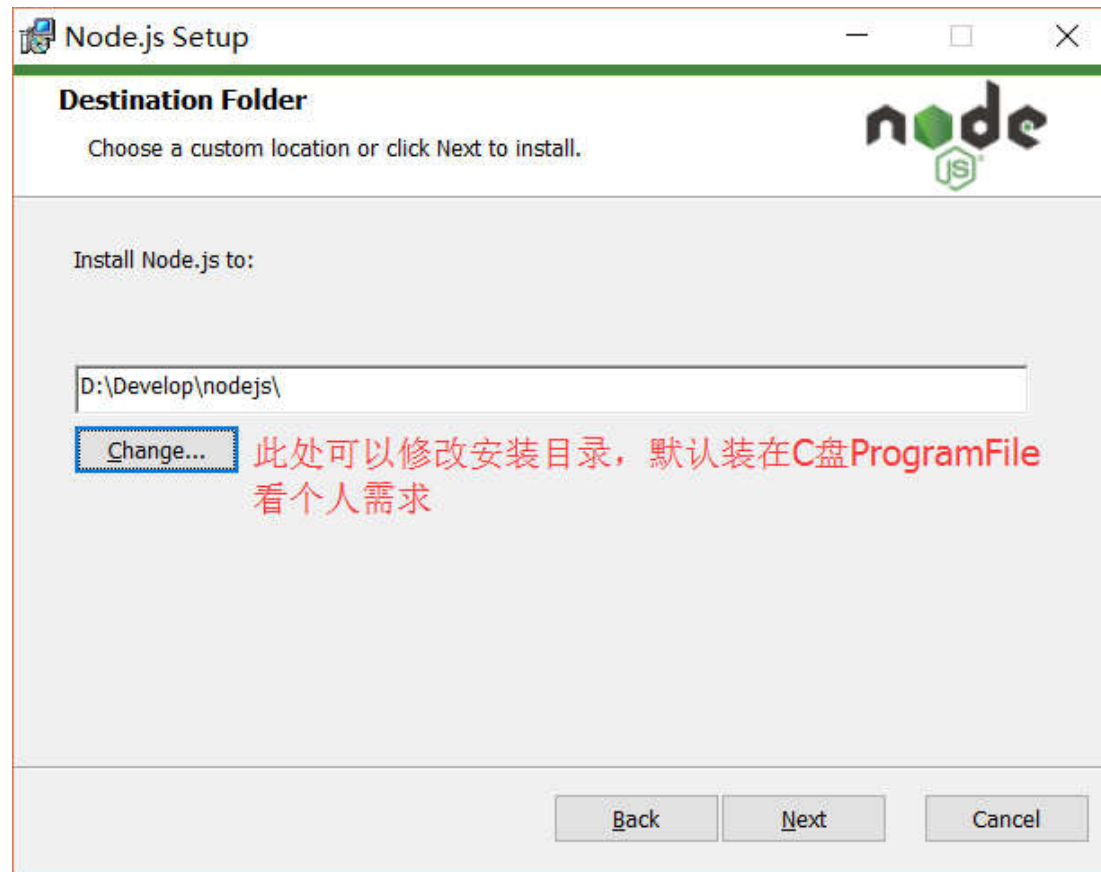 Node.js Setup
Destination Folder
Choose a custom location or click Next to install.
node
JS
Install Node.js to:
D:\Develop\nodejs\
Change...
此处可以修改安装目录，默认装在C盘ProgramFile
看个人需求
Back
Next
Cancel